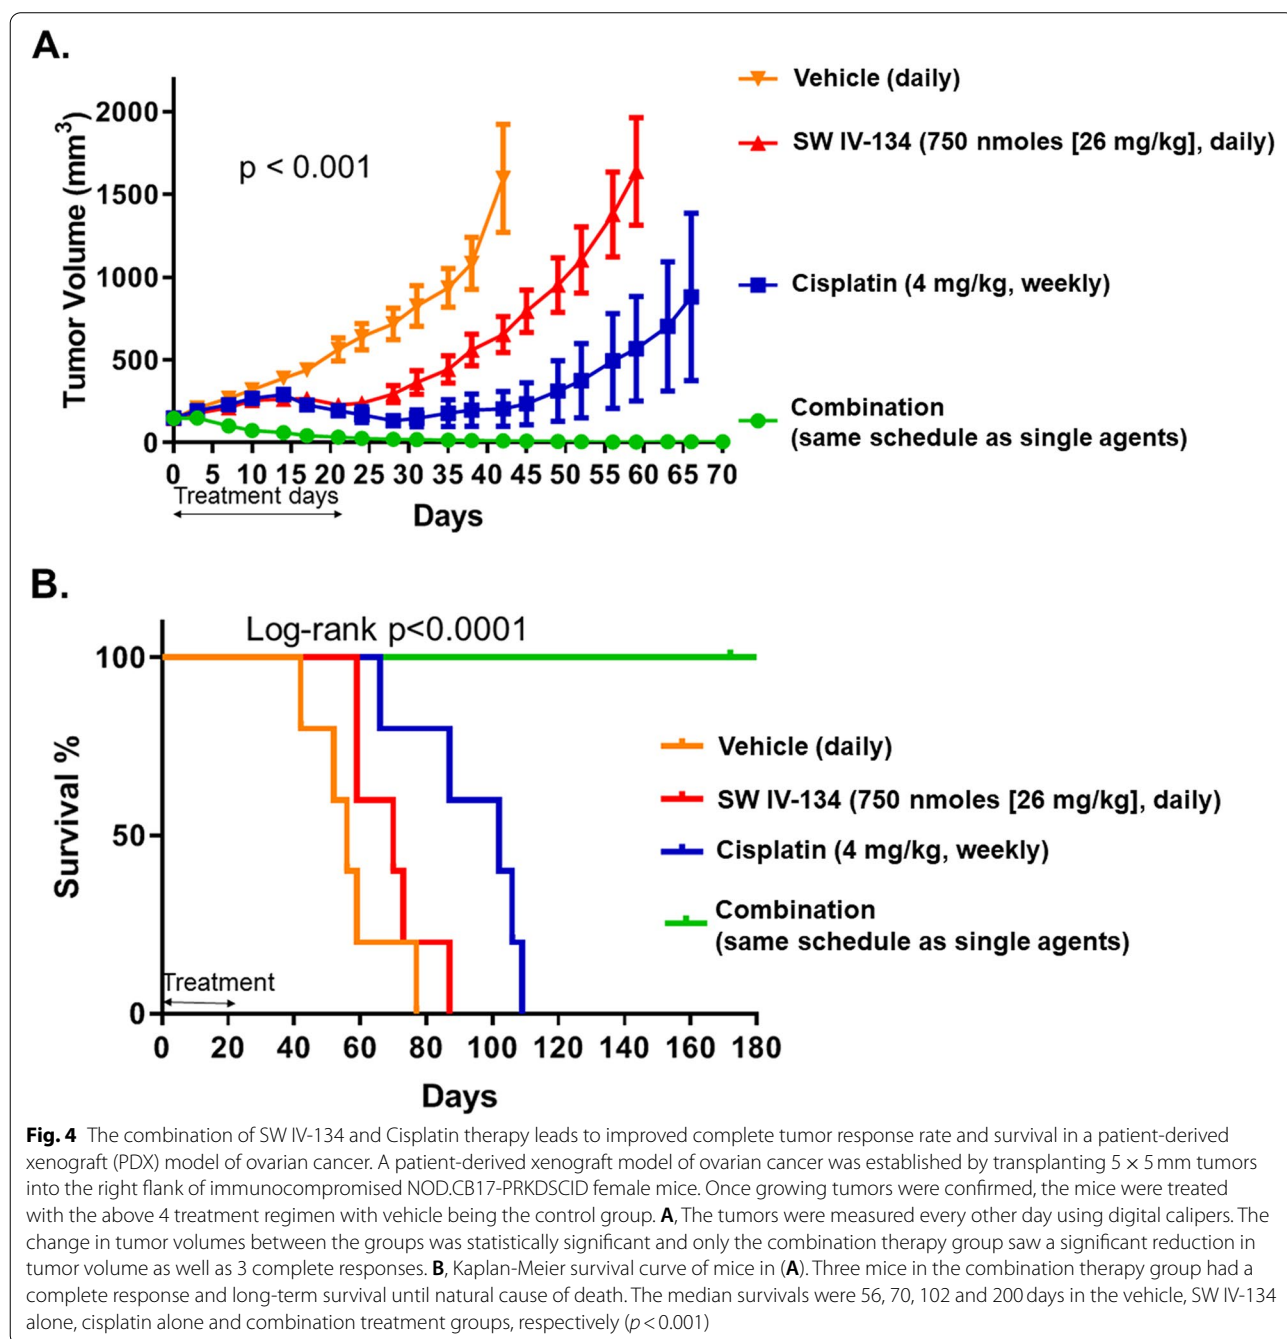 A.
Tumor Volume (mm³)
2000
1500
1000
500
0
p < 0.001
0 5 10 15 20 25 30 35 40 45 50 55 60 65 70
Treatment days
Days
Vehicle (daily)
SW IV-134 (750 nmoles [26 mg/kg], daily)
Cisplatin (4 mg/kg, weekly)
Combination
(same schedule as single agents)
B.
Log-rank p<0.0001
Survival %
100
50
0
Treatment
0 20 40 60 80 100 120 140 160 180
Days
Vehicle (daily)
SW IV-134 (750 nmoles [26 mg/kg], daily)
Cisplatin (4 mg/kg, weekly)
Combination
(same schedule as single agents)
Fig. 4 The combination of SW IV-134 and Cisplatin therapy leads to improved complete tumor response rate and survival in a patient-derived
xenograft (PDX) model of ovarian cancer. A patient-derived xenograft model of ovarian cancer was established by transplanting 5 × 5 mm tumors
into the right flank of immunocompromised NOD.CB17-PRKDSCID female mice. Once growing tumors were confirmed, the mice were treated
with the above 4 treatment regimen with vehicle being the control group. A, The tumors were measured every other day using digital calipers. The
change in tumor volumes between the groups was statistically significant and only the combination therapy group saw a significant reduction in
tumor volume as well as 3 complete responses. B, Kaplan-Meier survival curve of mice in (A). Three mice in the combination therapy group had a
complete response and long-term survival until natural cause of death. The median survivals were 56, 70, 102 and 200 days in the vehicle, SW IV-134
alone, cisplatin alone and combination treatment groups, respectively (p < 0.001)